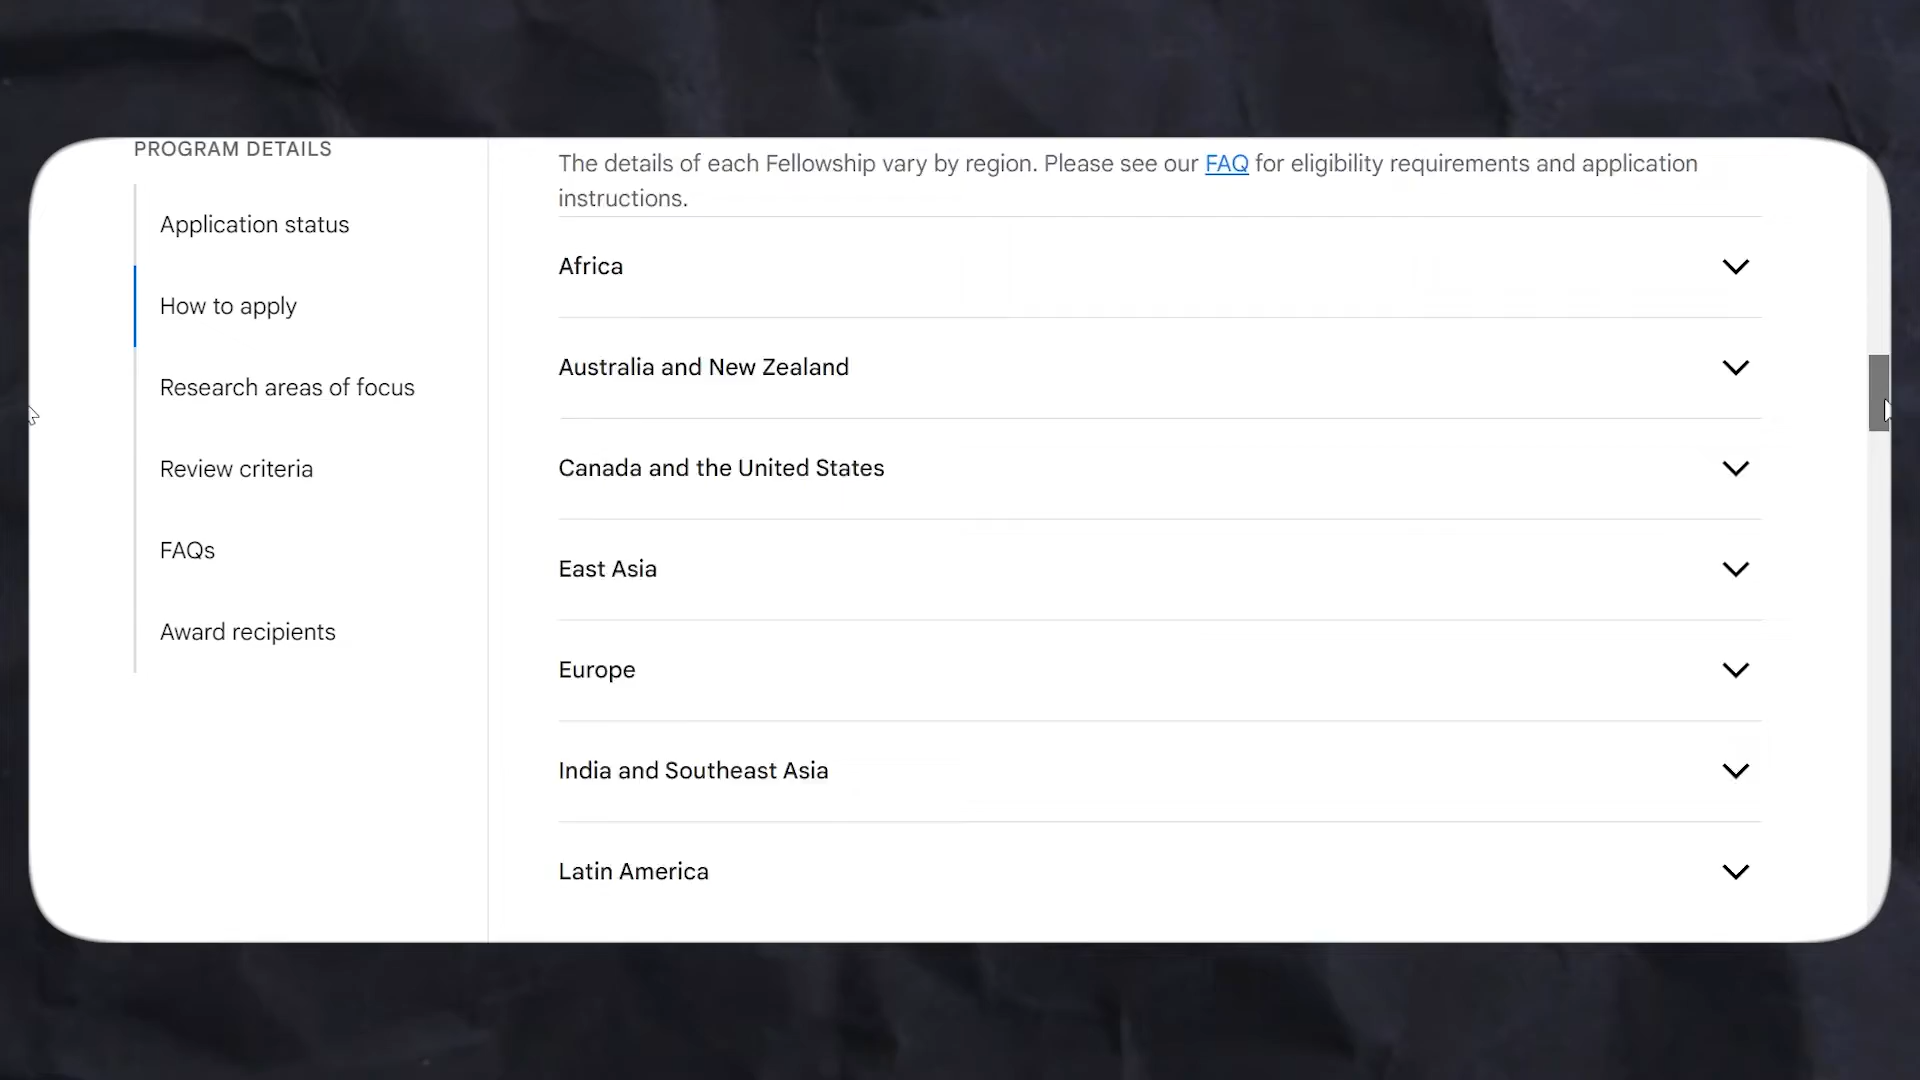 PROGRAM DETAILS
Application status
How to apply
Research areas of focus
Review criteria
FAQs
Award recipients
The details of each Fellowship vary by region. Please see our FAQ for eligibility requirements and application
instructions.
Africa
Australia and New Zealand
Canada and the United States
East Asia
Europe
India and Southeast Asia
Latin America